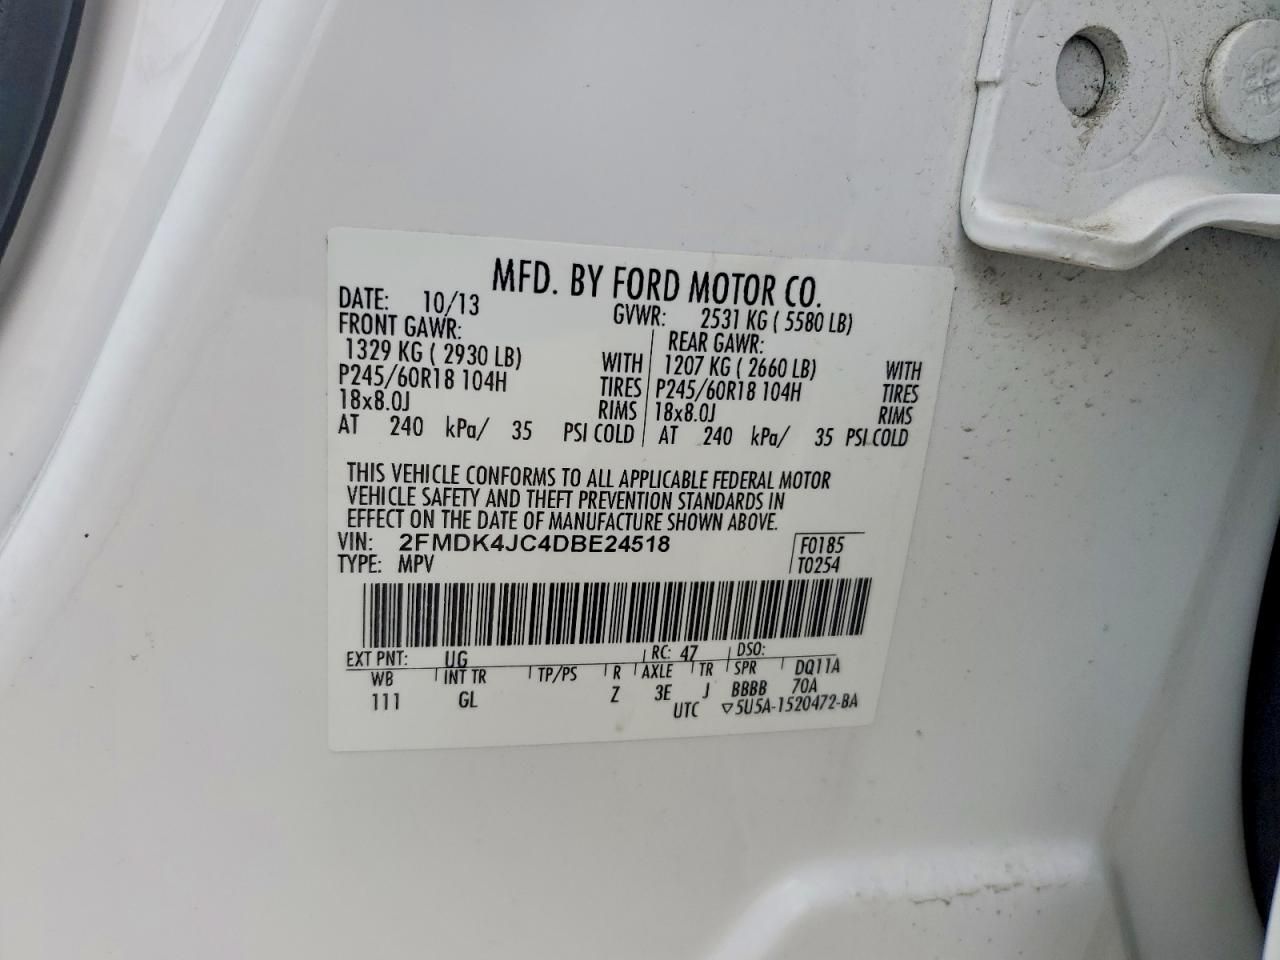 MFD. BY FORD MOTOR CO.
DATE: 10/13 GVWR: 2531 KG ( 5580 LB)
FRONT GAWR: REAR GAWR:
1329 KG ( 2930 LB) WITH 1207 KG ( 2660 LB) WITH
P245/60R18 104H TIRES P245/60R18 104H TIRES
18x8.0J RIMS 18x8.0J RIMS
AT 240 kPa/ 35 PSI COLD AT 240 kPa/ 35 PSI COLD
THIS VEHICLE CONFORMS TO ALL APPLICABLE FEDERAL MOTOR
VEHICLE SAFETY AND THEFT PREVENTION STANDARDS IN
EFFECT ON THE DATE OF MANUFACTURE SHOWN ABOVE.
VIN: 2FMDK4JC4DBE24518 F0185
TYPE: MPV T0254
EXT PNT: UG RC: 47 DSO:
WB INT TR TP/PS R AXLE TR SPR DQ11A
111 GL Z 3E J BBBB 70A
UTC ▽5U5A-1520472-BA